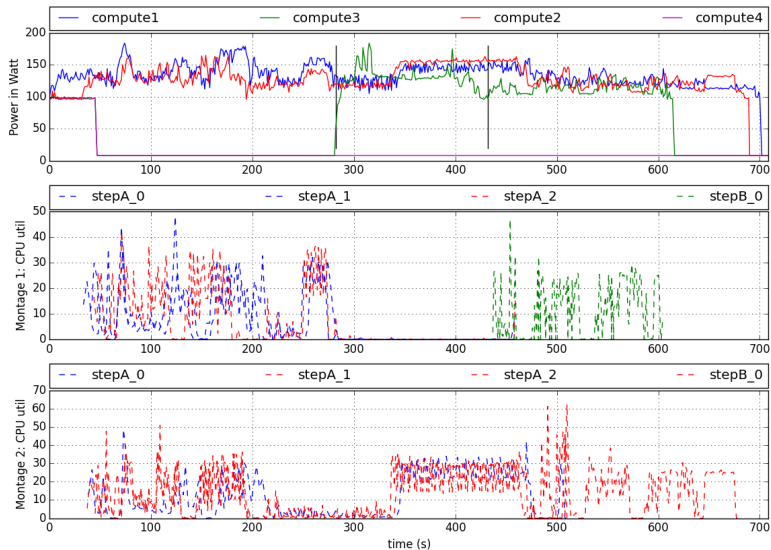 compute1 compute3 compute2 compute4
200
150
100
50
0
Power in Watt
0 100 200 300 400 500 600 700
stepA_0 stepA_1 stepA_2 stepB_0
50
40
30
20
10
0
Montage 1: CPU util
0 100 200 300 400 500 600 700
stepA_0 stepA_1 stepA_2 stepB_0
70
60
50
40
30
20
10
0
Montage 2: CPU util
0 100 200 300 400 500 600 700
time (s)